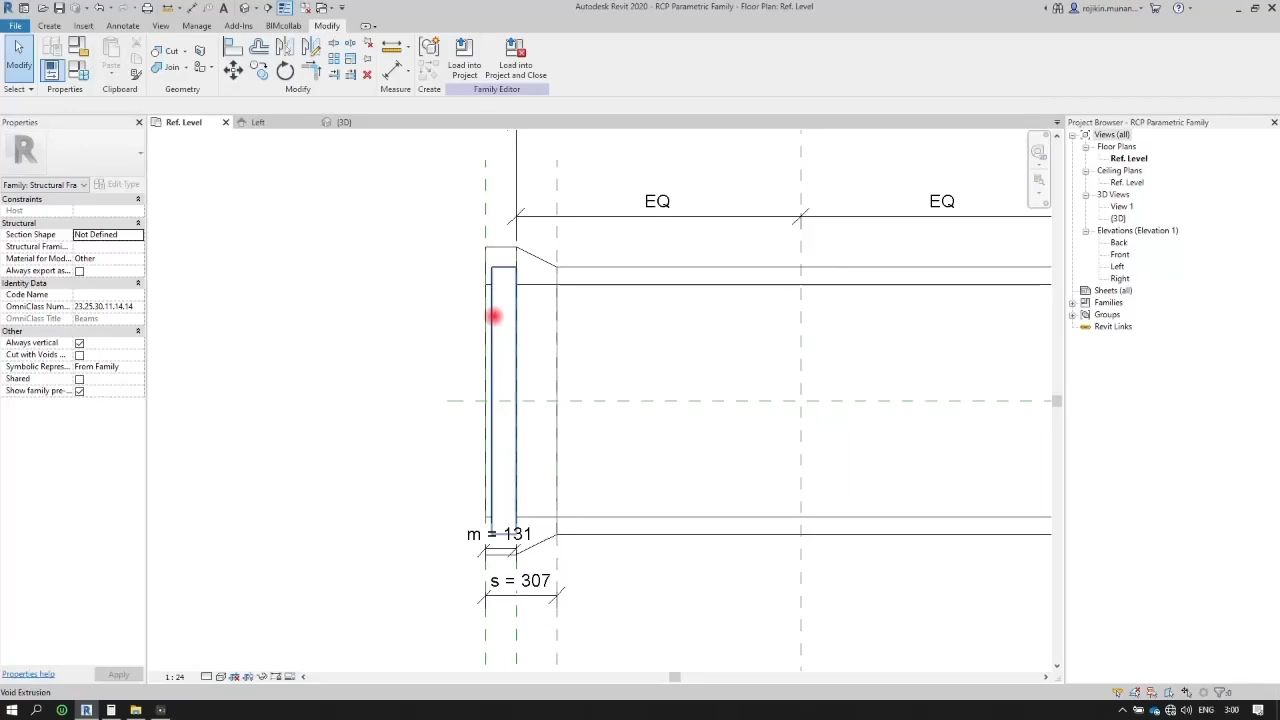 Autodesk Revit 2020 - RCP Parametric Family - Floor Plan: Ref. Level
rojikin.munan...
File
Create
Insert
Annotate
View
Manage
Add-Ins
BIMcollab
Modify
Modify
Paste
Cut
Join
Load into
Project
Load into
Project and Close
Select
Properties
Clipboard
Geometry
Modify
Measure
Create
Family Editor
Properties
Ref. Level
Left
{3D}
Project Browser - RCP Parametric Family
Family: Structural Fra
Edit Type
Constraints
Host
Structural
Section Shape
Not Defined
Structural Frami...
Material for Mod...
Other
Always export as...
Identity Data
Code Name
OmniClass Num...
23.25.30.11.14.14
OmniClass Title
Beams
Other
Always vertical
Cut with Voids ...
Symbolic Repres...
From Family
Shared
Show family pre-...
EQ
EQ
m = 131
s = 307
Views (all)
Floor Plans
Ref. Level
Ceiling Plans
Ref. Level
3D Views
View 1
{3D}
Elevations (Elevation 1)
Back
Front
Left
Right
Sheets (all)
Families
Groups
Revit Links
Properties help
Apply
1 : 24
Void Extrusion
:0
ENG
3:00